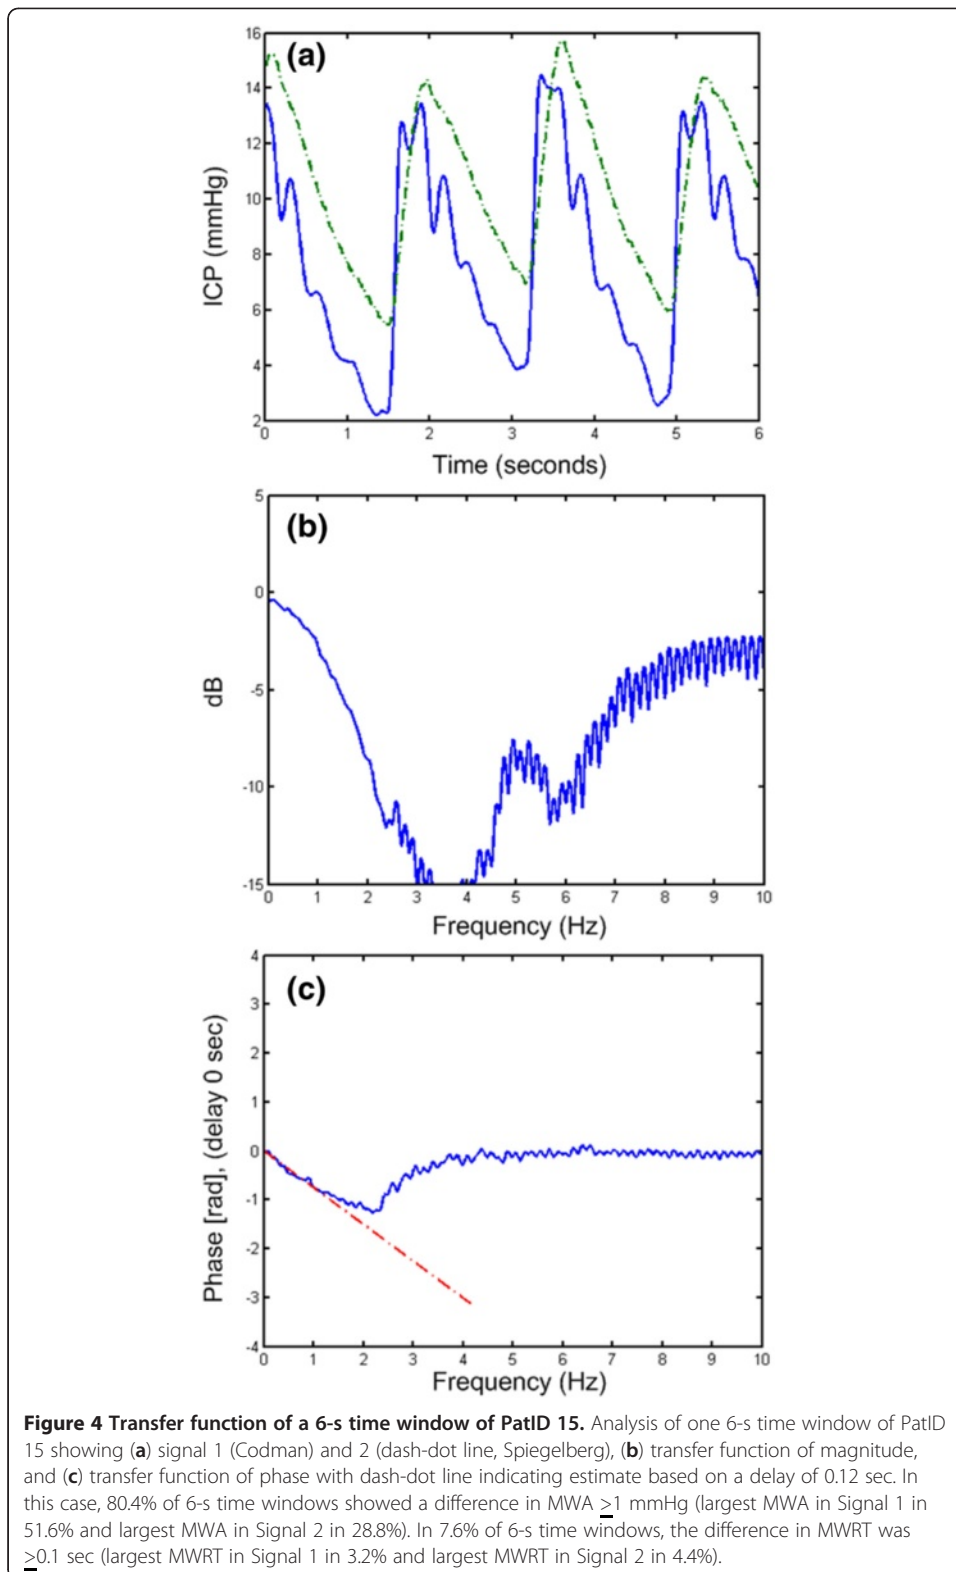 16
(a)
14
12
10
8
6
4
2
ICP (mmHg)
0 1 2 3 4 5 6
Time (seconds)
5
(b)
0
-5
-10
-15
dB
0 1 2 3 4 5 6 7 8 9 10
Frequency (Hz)
4
(c)
3
2
1
0
-1
-2
-3
-4
Phase [rad], (delay 0 sec)
0 1 2 3 4 5 6 7 8 9 10
Frequency (Hz)
Figure 4 Transfer function of a 6-s time window of PatID 15. Analysis of one 6-s time window of PatID
15 showing (a) signal 1 (Codman) and 2 (dash-dot line, Spiegelberg), (b) transfer function of magnitude,
and (c) transfer function of phase with dash-dot line indicating estimate based on a delay of 0.12 sec. In
this case, 80.4% of 6-s time windows showed a difference in MWA ≥1 mmHg (largest MWA in Signal 1 in
51.6% and largest MWA in Signal 2 in 28.8%). In 7.6% of 6-s time windows, the difference in MWRT was
≥0.1 sec (largest MWRT in Signal 1 in 3.2% and largest MWRT in Signal 2 in 4.4%).